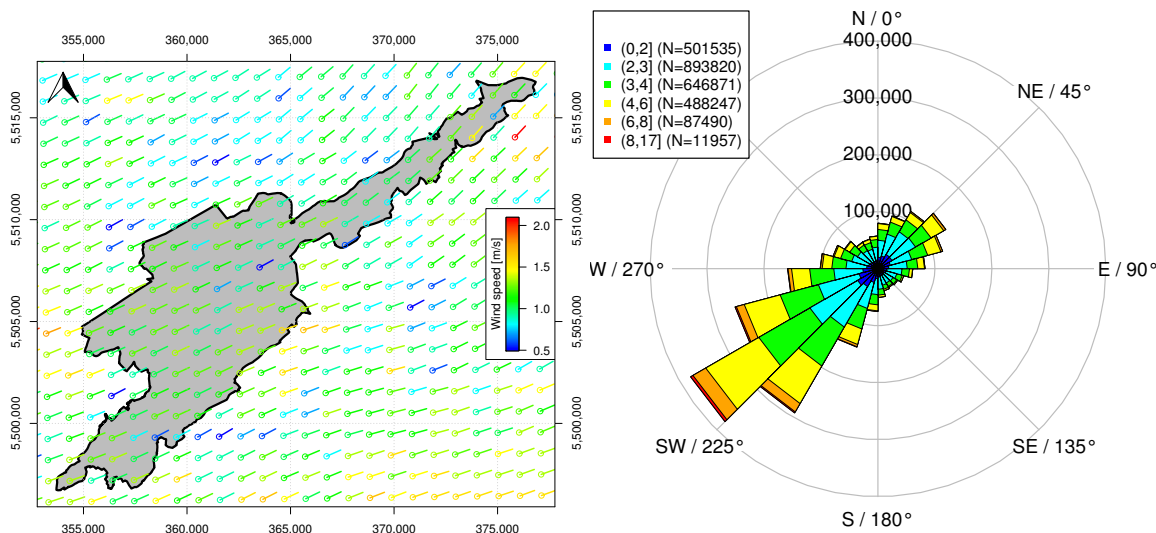 355.000 360.000 365.000 370.000 375.000
5,515,000
5,510,000
5,505,000
5,500,000
5,515,000
5,510,000
5,505,000
5,500,000
355.000 360.000 365.000 370.000 375.000
Wind speed [m/s]
2.0
1.5
1.0
0.5
(0,2] (N=501535)
(2,3] (N=893820)
(3,4] (N=646871)
(4,6] (N=488247)
(6,8] (N=87490)
(8,17] (N=11957)
N / 0°
400,000
300,000
200,000
100,000
NE / 45°
W / 270°
E / 90°
SW / 225°
SE / 135°
S / 180°